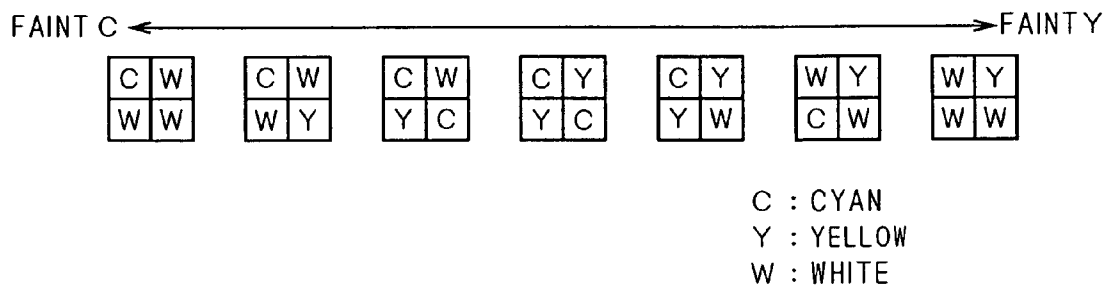 FAINT C FAINT Y
C W C W C W C Y C Y W Y W Y
W W W Y Y C Y C Y W C W W W
C : CYAN
Y : YELLOW
W : WHITE